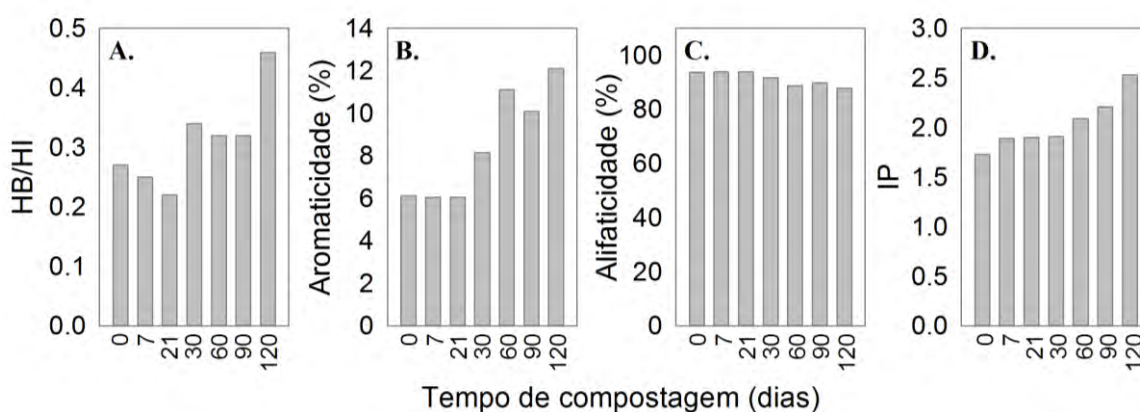 A.
HB/HI
0.5
0.4
0.3
0.2
0.1
0.0
0 7 21 30 60 90 120
B.
Aromaticidade (%)
14
12
10
8
6
4
2
0
0 7 21 30 60 90 120
C.
Alifaticidade (%)
100
80
60
40
20
0
0 7 21 30 60 90 120
D.
IP
3.0
2.5
2.0
1.5
1.0
0.5
0.0
0 7 21 30 60 90 120
Tempo de compostagem (dias)